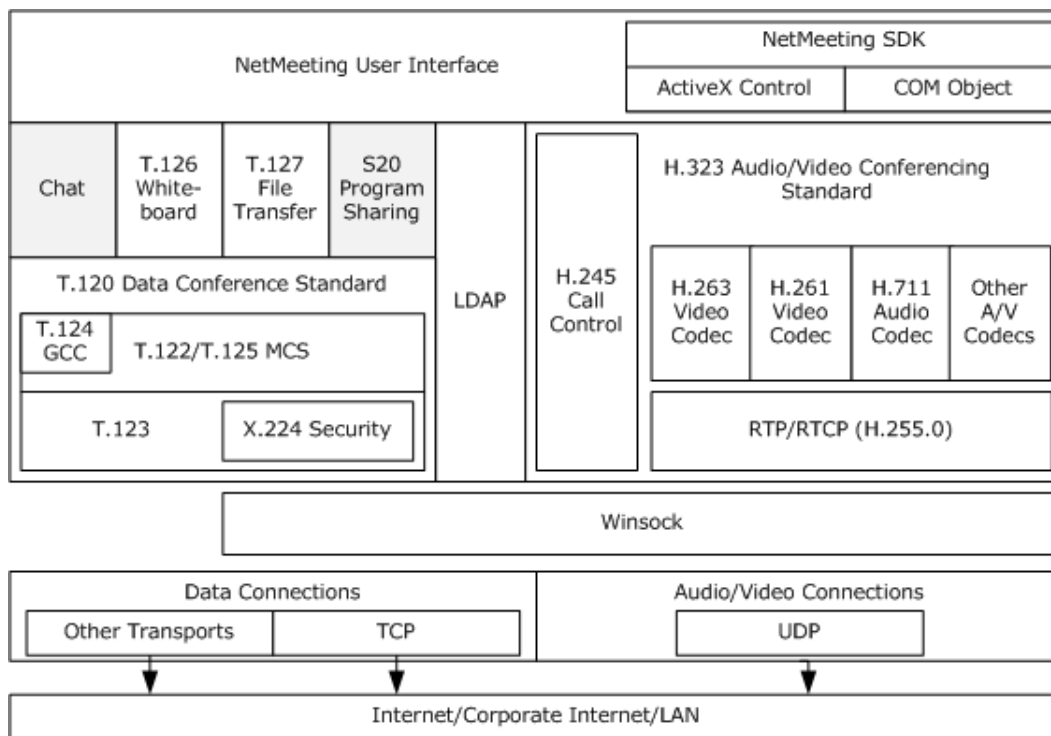 NetMeeting User Interface
NetMeeting SDK
ActiveX Control
COM Object
Chat
T.126
White-
board
T.127
File
Transfer
S20
Program
Sharing
T.120 Data Conference Standard
T.124
GCC
T.122/T.125 MCS
T.123
X.224 Security
LDAP
H.245
Call
Control
H.323 Audio/Video Conferencing
Standard
H.263
Video
Codec
H.261
Video
Codec
H.711
Audio
Codec
Other
A/V
Codecs
RTP/RTCP (H.255.0)
Winsock
Data Connections
Other Transports
TCP
Audio/Video Connections
UDP
Internet/Corporate Internet/LAN